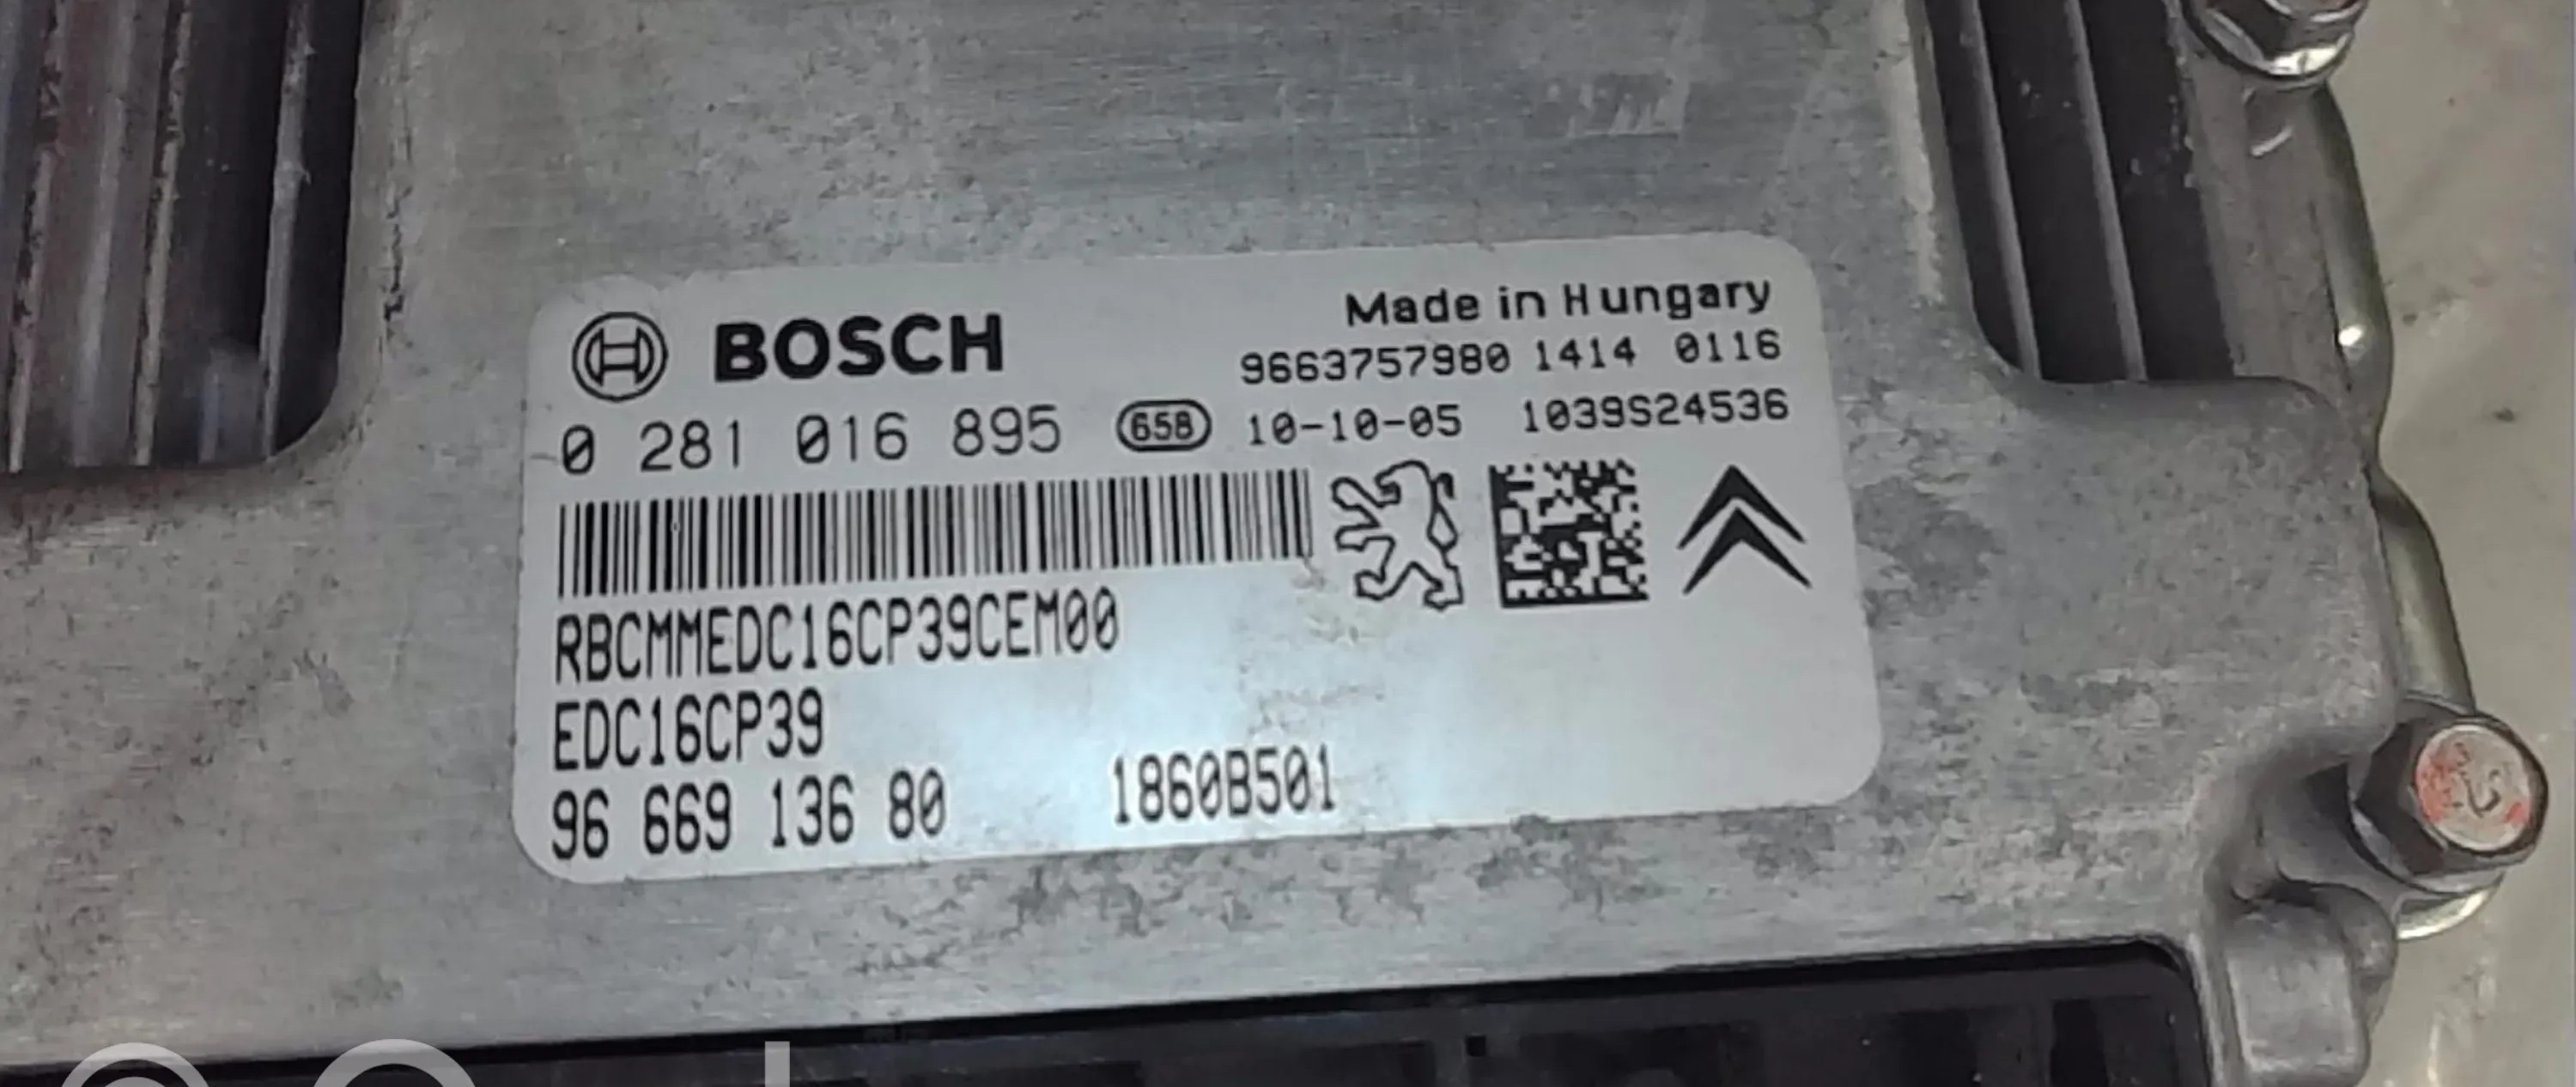 BOSCH
Made in Hungary
9663757980 1414 0116
0 281 016 895 658 10-10-05 1039S24536
RBCMMEDC16CP39CEM00
EDC16CP39
96 669 136 80 1860B501